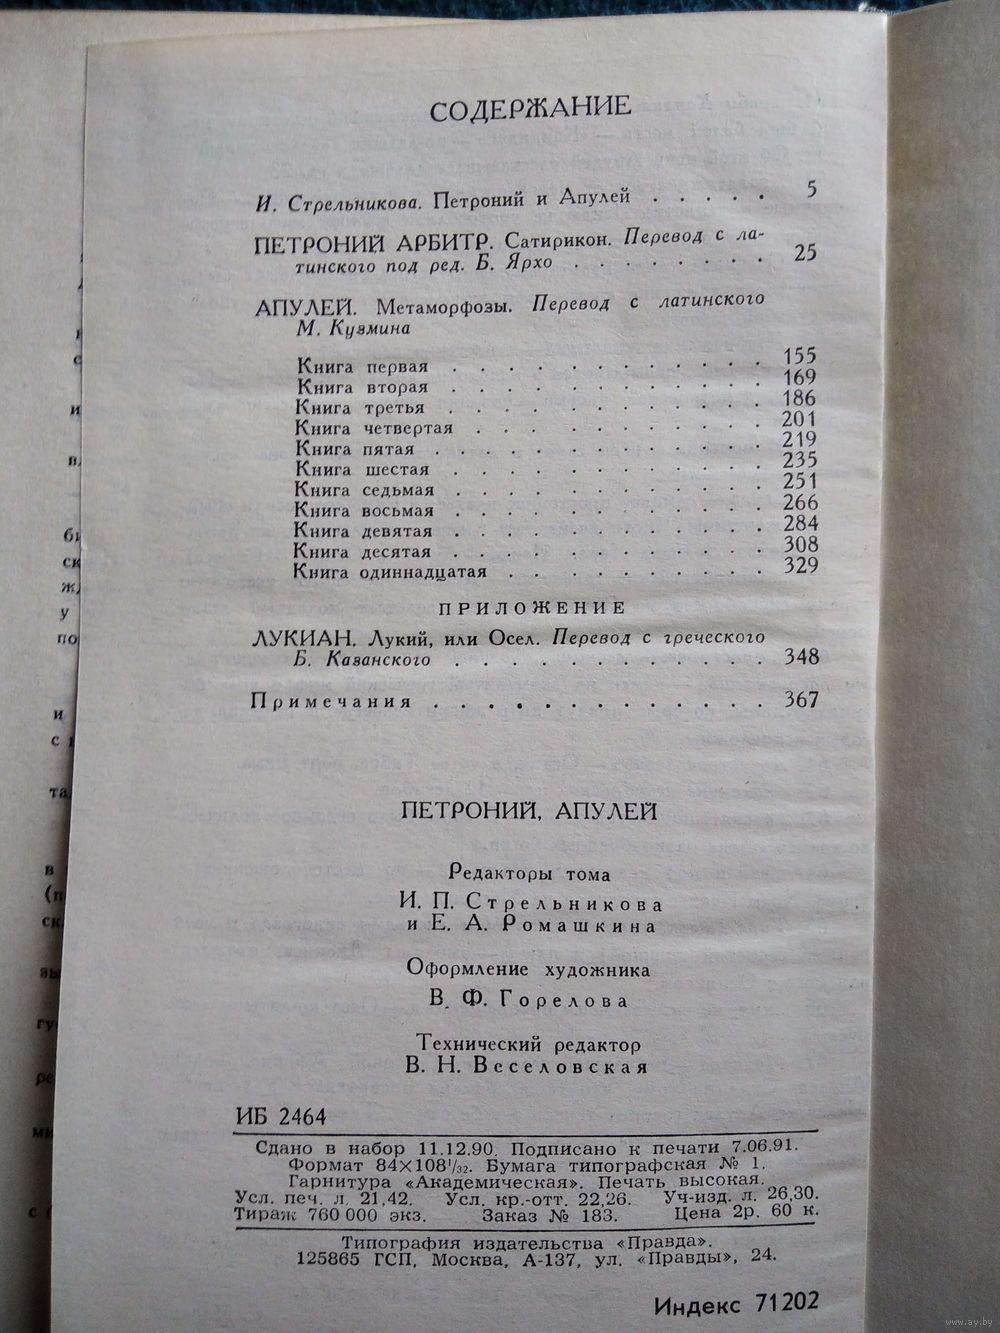 СОДЕРЖАНИЕ
И. Стрельникова. Петроний и Апулей . . . . . 5
ПЕТРОНИЙ АРБИТР. Сатирикон. Перевод с ла-
тинского под ред. Б. Ярхо . . . . . . . . 25
АПУЛЕЙ. Метаморфозы. Перевод с латинского
М. Кузмина
Книга первая . . . . . . . . . . . . 155
Книга вторая . . . . . . . . . . . . 169
Книга третья . . . . . . . . . . . . 186
Книга четвертая . . . . . . . . . . . 201
Книга пятая . . . . . . . . . . . . 219
Книга шестая . . . . . . . . . . . . 235
Книга седьмая . . . . . . . . . . . . 251
Книга восьмая . . . . . . . . . . . . 266
Книга девятая . . . . . . . . . . . . 284
Книга десятая . . . . . . . . . . . . 308
Книга одиннадцатая . . . . . . . . . . 329
ПРИЛОЖЕНИЕ
ЛУКИАН. Лукий, или Осел. Перевод с греческого
Б. Казанского . . . . . . . . . . . . 348
Примечания . . . . . . . . . . . . . 367
ПЕТРОНИЙ, АПУЛЕЙ
Редакторы тома
И. П. Стрельникова
и Е. А. Ромашкина
Оформление художника
В. Ф. Горелова
Технический редактор
В. Н. Веселовская
ИБ 2464
Сдано в набор 11.12.90. Подписано к печати 7.06.91.
Формат 84×108 1/32. Бумага типографская № 1.
Гарнитура «Академическая». Печать высокая.
Усл. печ. л. 21,42. Усл. кр.-отт. 22,26. Уч-изд. л. 26,30.
Тираж 760 000 экз. Заказ № 183. Цена 2р. 60 к.
Типография издательства «Правда».
125865 ГСП, Москва, А-137, ул. «Правды», 24.
Индекс 71202
www.ay.by